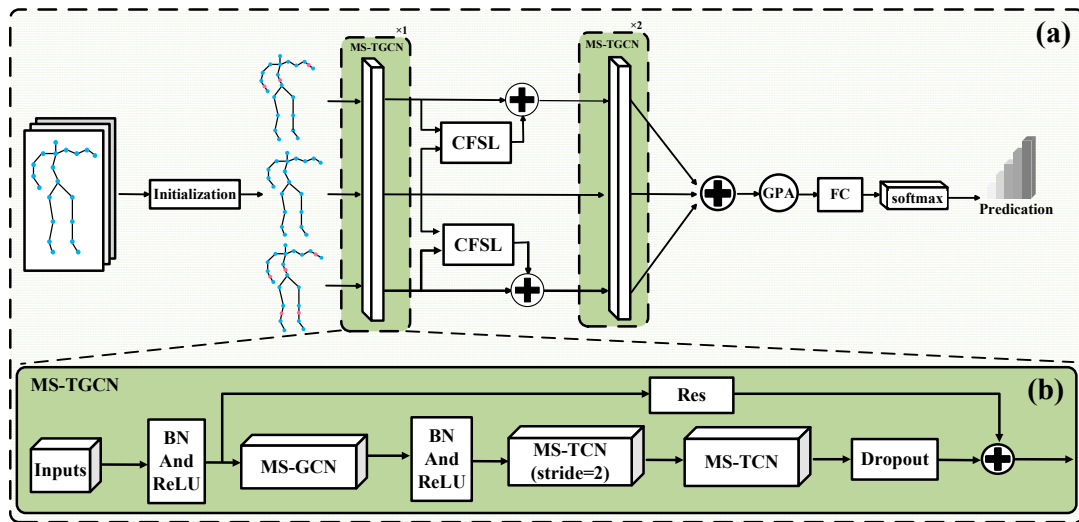 (a)
×1
MS-TGCN
×2
MS-TGCN
CFSL
Initialization
GPA
FC
softmax
Predication
CFSL
MS-TGCN
(b)
Res
Inputs
BN
And
ReLU
MS-GCN
BN
And
ReLU
MS-TCN
(stride=2)
MS-TCN
Dropout